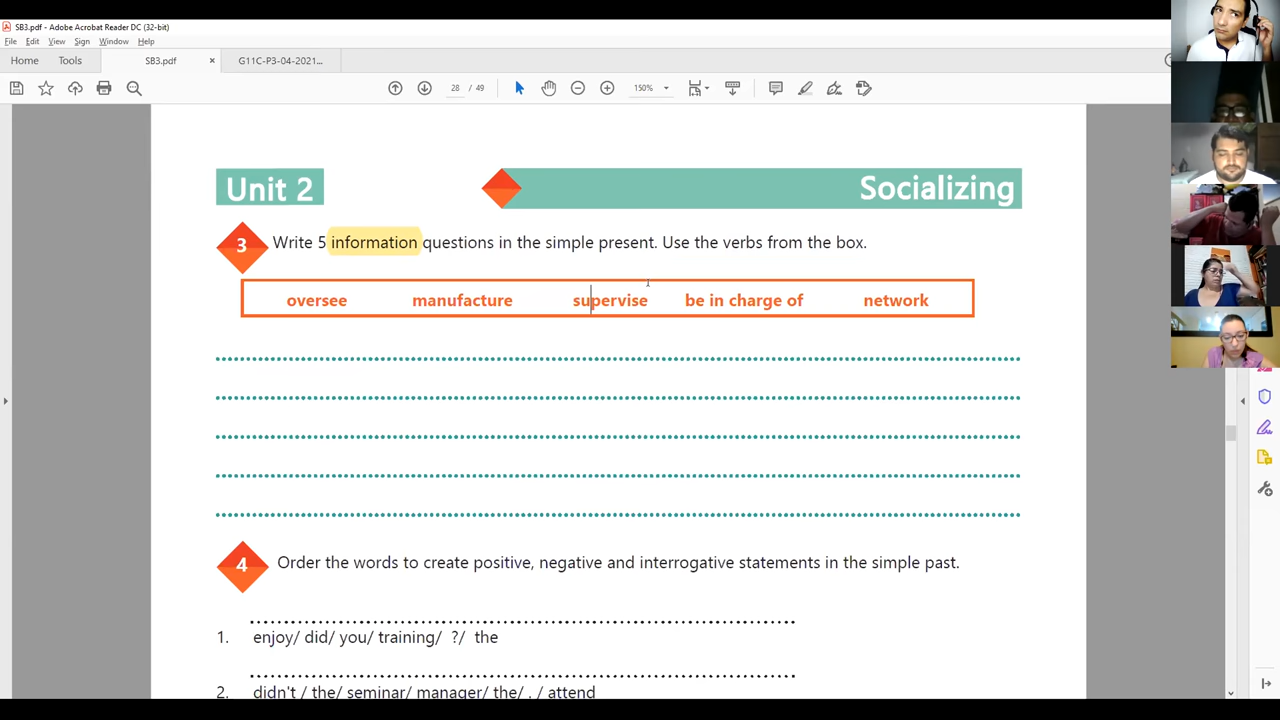 SB3.pdf - Adobe Acrobat Reader DC (32-bit)
File Edit View Sign Window Help
Home Tools SB3.pdf × G11C-P3-04-2021...
28 / 49 150%
Unit 2 Socializing
3 Write 5 information questions in the simple present. Use the verbs from the box.
oversee manufacture supervise be in charge of network
4 Order the words to create positive, negative and interrogative statements in the simple past.
1. enjoy/ did/ you/ training/ ?/ the
2. didn't / the/ seminar/ manager/ the/ . / attend